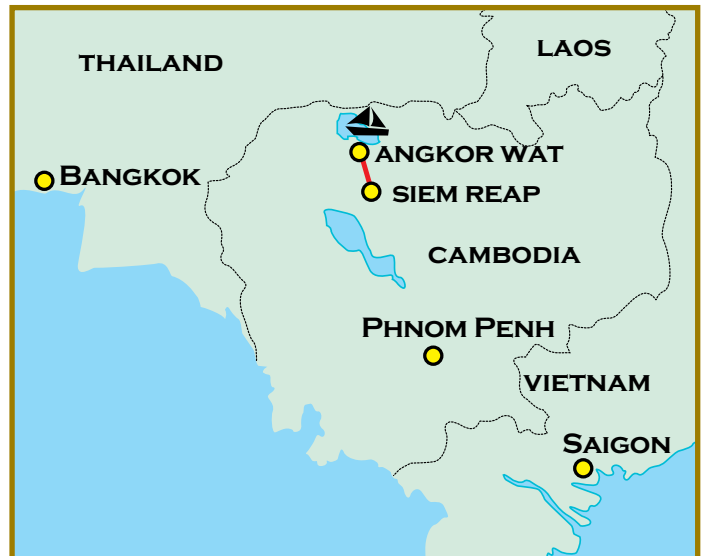 LAOS
THAILAND
ANGKOR WAT
BANGKOK
SIEM REAP
CAMBODIA
PHNOM PENH
VIETNAM
SAIGON